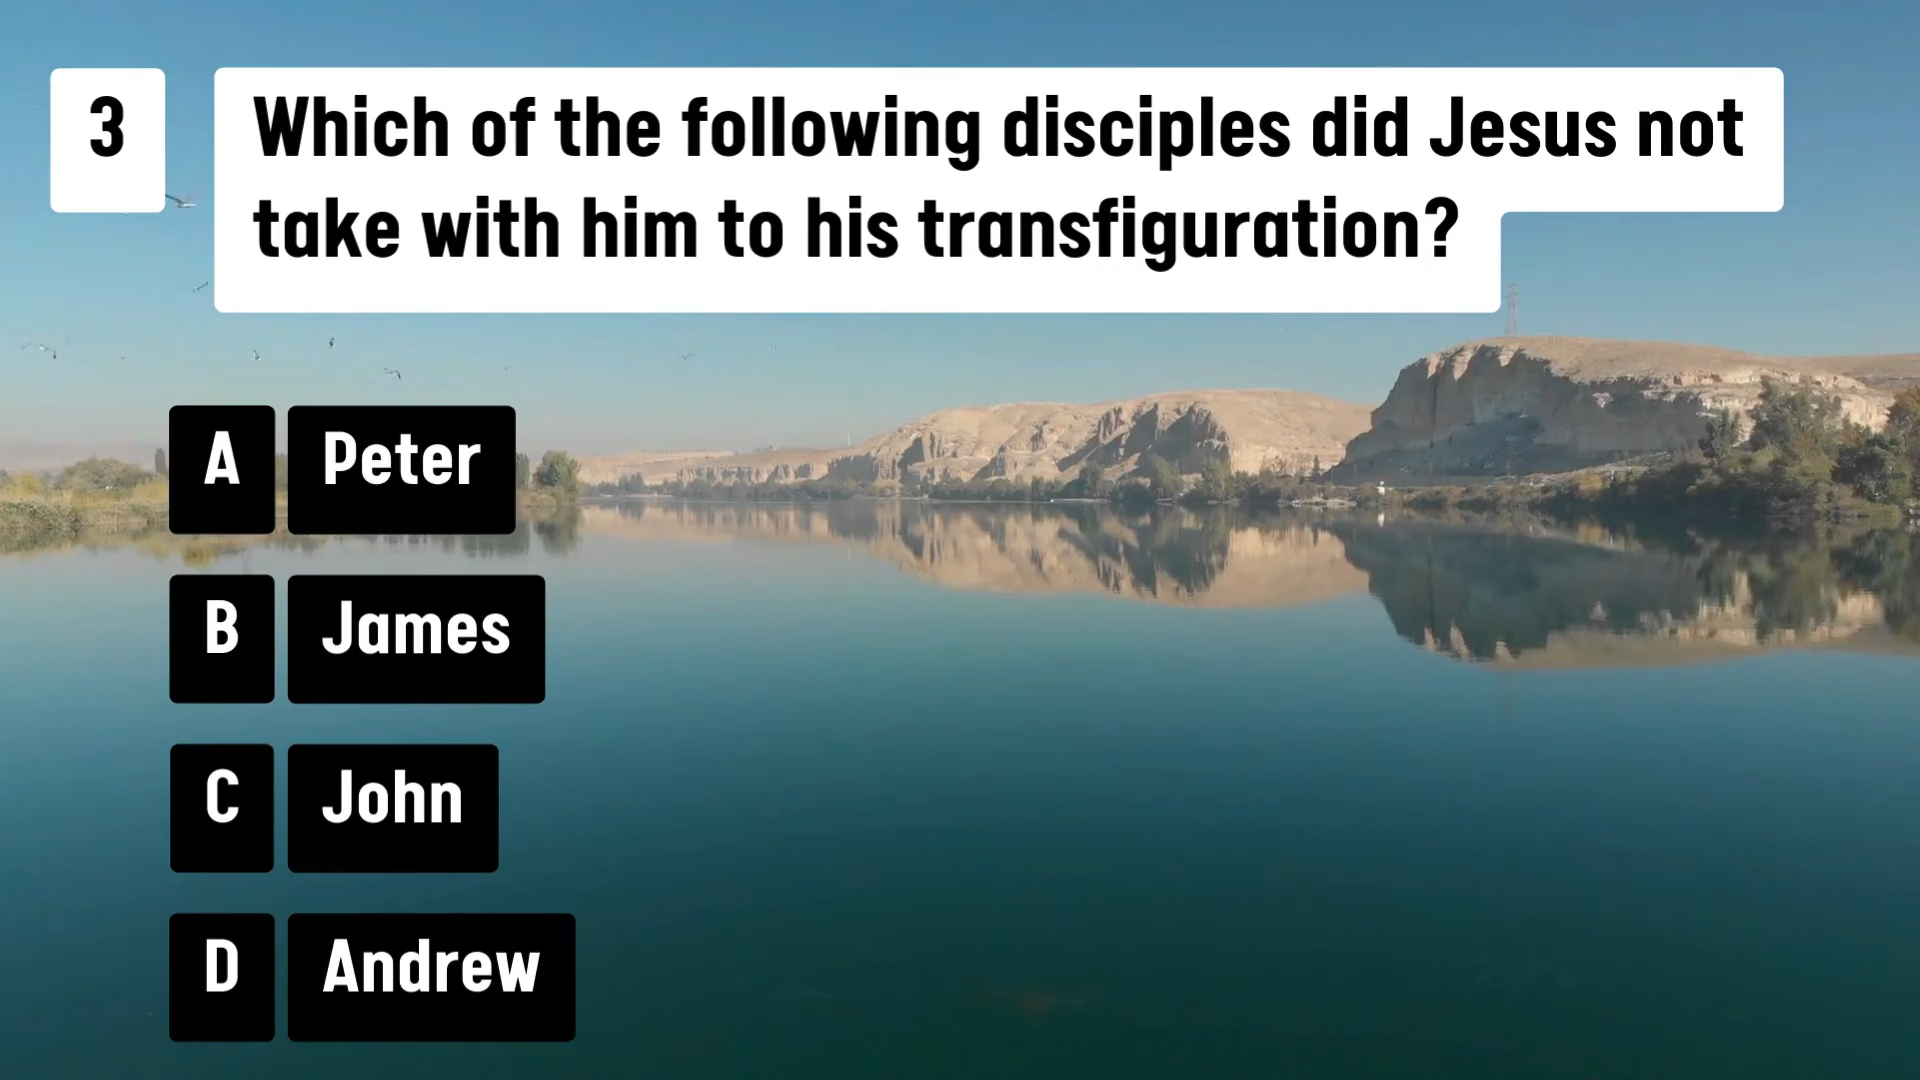 3
Which of the following disciples did Jesus not
take with him to his transfiguration?
A Peter
B James
C John
D Andrew